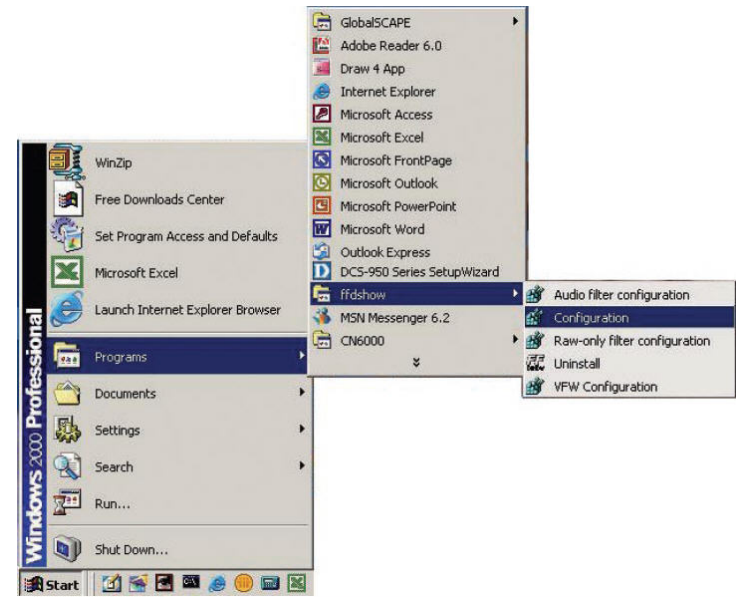 GlobalSCAPE
Adobe Reader 6.0
Draw 4 App
Internet Explorer
Microsoft Access
Microsoft Excel
Microsoft FrontPage
Microsoft Outlook
Microsoft PowerPoint
Microsoft Word
Outlook Express
DCS-950 Series SetupWizard
ffdshow
MSN Messenger 6.2
CN6000
Audio filter configuration
Configuration
Raw-only filter configuration
Uninstall
VFW Configuration
WinZip
Free Downloads Center
Set Program Access and Defaults
Microsoft Excel
Launch Internet Explorer Browser
Programs
Documents
Settings
Search
Run...
Shut Down...
Windows 2000 Professional
Start